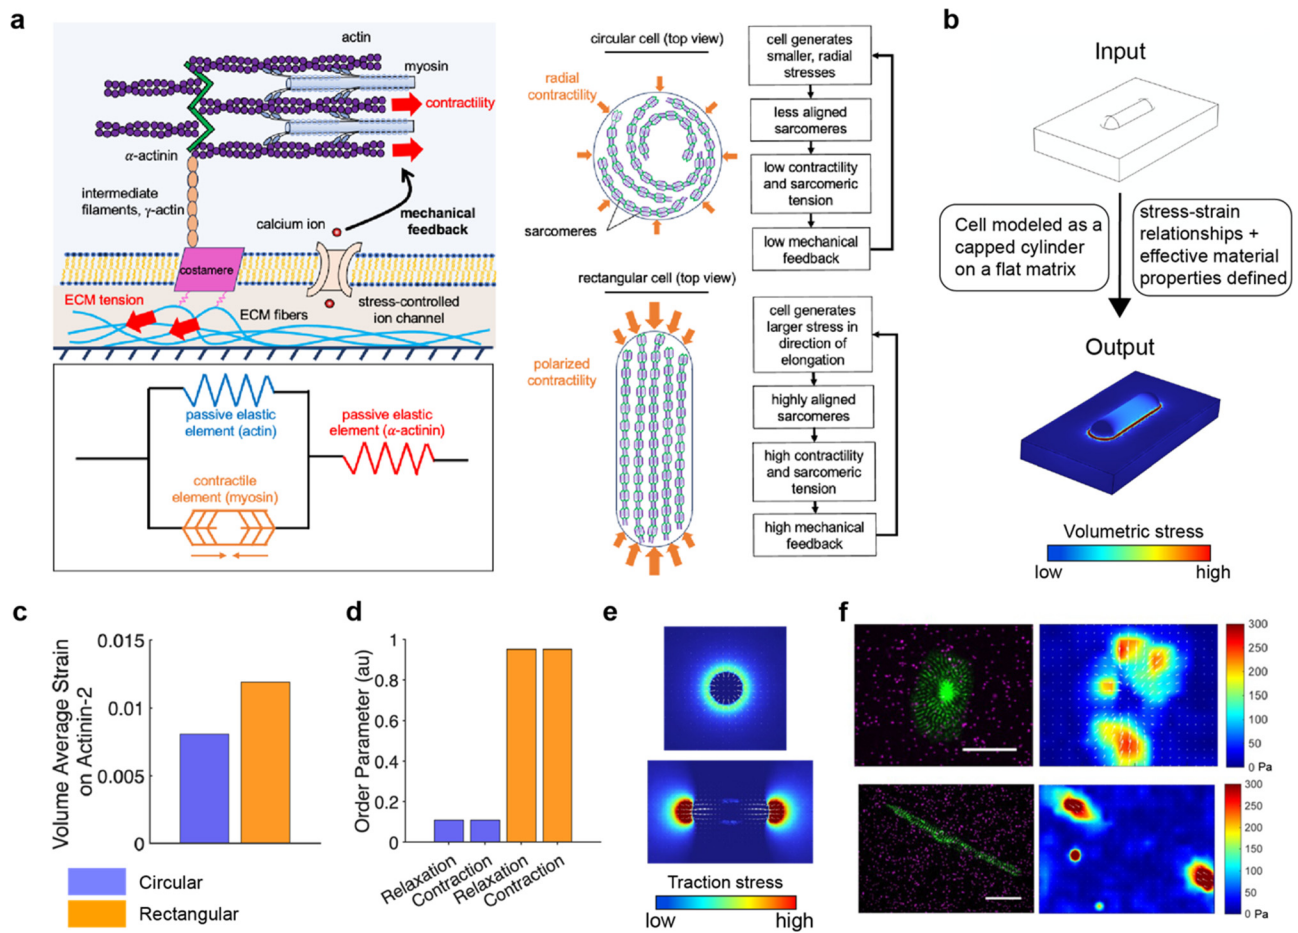 a
actin
myosin
contractility
α-actinin
intermediate
filaments, γ-actin
calcium ion
mechanical
feedback
costamere
ECM tension
ECM fibers
stress-controlled
ion channel
passive elastic
element (actin)
passive elastic
element (α-actinin)
contractile
element (myosin)
circular cell (top view)
radial
contractility
sarcomeres
cell generates
smaller, radial
stresses
less aligned
sarcomeres
low contractility
and sarcomeric
tension
low mechanical
feedback
rectangular cell (top view)
polarized
contractility
cell generates
larger stress in
direction of
elongation
highly aligned
sarcomeres
high contractility
and sarcomeric
tension
high mechanical
feedback
b
Input
Cell modeled as a
capped cylinder
on a flat matrix
stress-strain
relationships +
effective material
properties defined
Output
Volumetric stress
low high
c
Volume Average Strain
on Actinin-2
0.015
0.01
0.005
0
Circular
Rectangular
d
Order Parameter (au)
1
0.8
0.6
0.4
0.2
0
Relaxation
Contraction
Relaxation
Contraction
e
Traction stress
low high
f
300
250
200
150
100
50
0 Pa
300
250
200
150
100
50
0 Pa